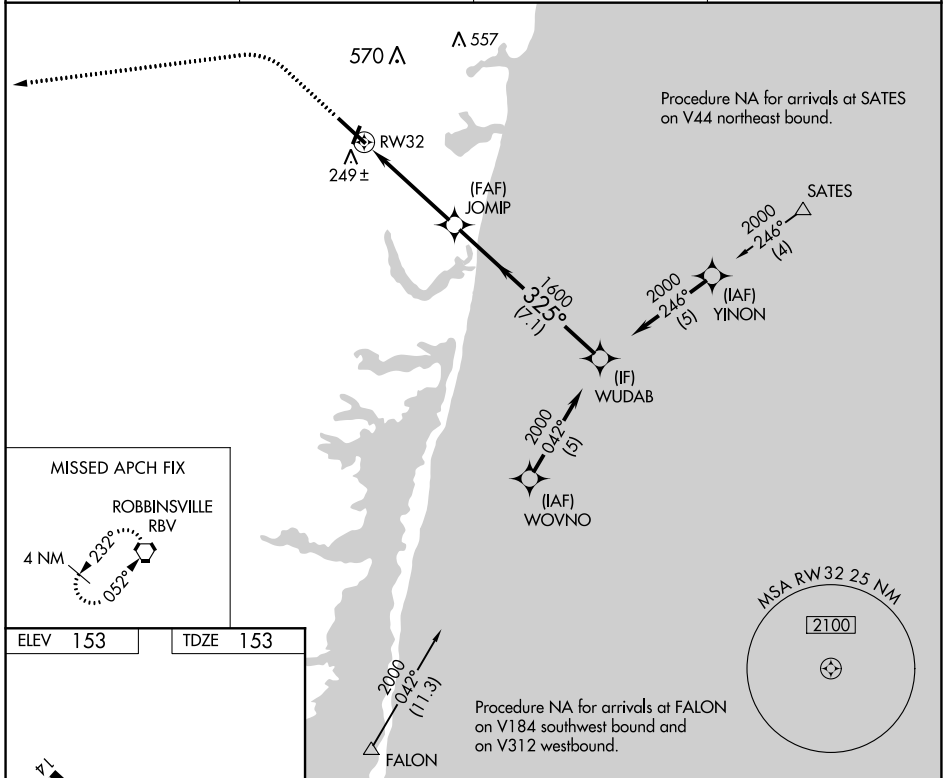 570
557
Procedure NA for arrivals at SATES
on V44 northeast bound.
RW32
249±
(FAF)
JOMIP
SATES
2000
246°
(4)
(IAF)
YINON
2000
246°
(5)
1600
325°
(7.1)
(IF)
WUDAB
2000
042°
(5)
(IAF)
WOVNO
MISSED APCH FIX
ROBBINSVILLE
RBV
4 NM
232°
052°
MSA RW32 25 NM
2100
ELEV 153
TDZE 153
2000
042°
(11.3)
FALON
Procedure NA for arrivals at FALON
on V184 southwest bound and
on V312 westbound.
14